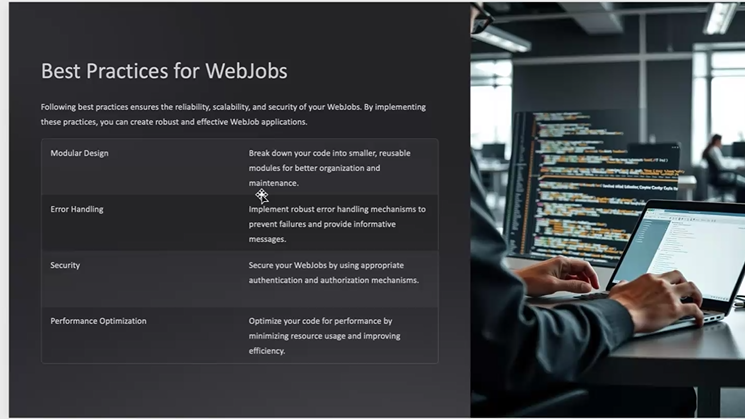 Best Practices for WebJobs
Following best practices ensures the reliability, scalability, and security of your WebJobs. By implementing
these practices, you can create robust and effective WebJob applications.
Modular Design
Break down your code into smaller, reusable
modules for better organization and
maintenance.
Error Handling
Implement robust error handling mechanisms to
prevent failures and provide informative
messages.
Security
Secure your WebJobs by using appropriate
authentication and authorization mechanisms.
Performance Optimization
Optimize your code for performance by
minimizing resource usage and improving
efficiency.